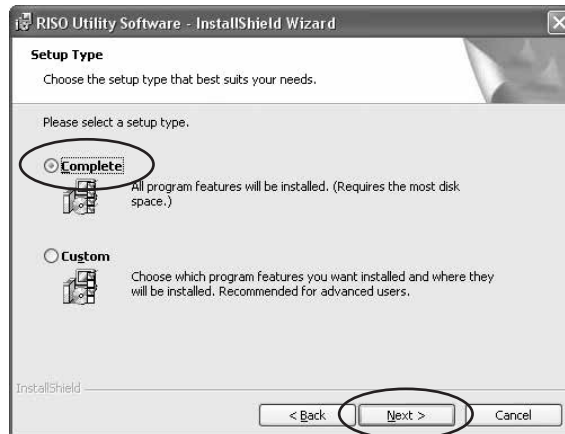 RISO Utility Software - InstallShield Wizard
Setup Type
Choose the setup type that best suits your needs.
Please select a setup type.
Complete
All program features will be installed. (Requires the most disk
space.)
Custom
Choose which program features you want installed and where they
will be installed. Recommended for advanced users.
InstallShield
< Back Next > Cancel